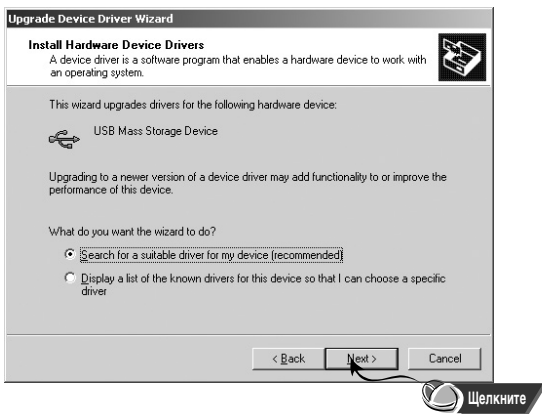 Upgrade Device Driver Wizard
Install Hardware Device Drivers
A device driver is a software program that enables a hardware device to work with
an operating system.
This wizard upgrades drivers for the following hardware device:
USB Mass Storage Device
Upgrading to a newer version of a device driver may add functionality to or improve the
performance of this device.
What do you want the wizard to do?
Search for a suitable driver for my device (recommended)
Display a list of the known drivers for this device so that I can choose a specific
driver
< Back
Next >
Cancel
Щелкните